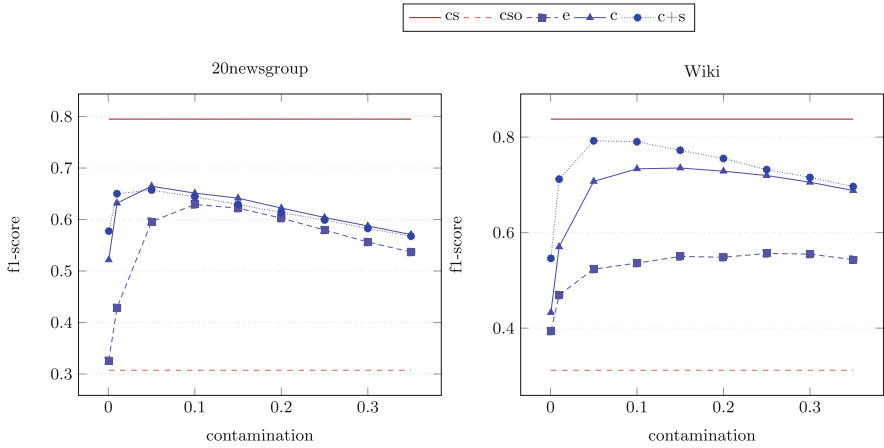 cs cso e c c+s
20newsgroup
0.8
0.7
0.6
0.5
0.4
0.3
f1-score
0 0.1 0.2 0.3
contamination
Wiki
0.8
0.6
0.4
f1-score
0 0.1 0.2 0.3
contamination